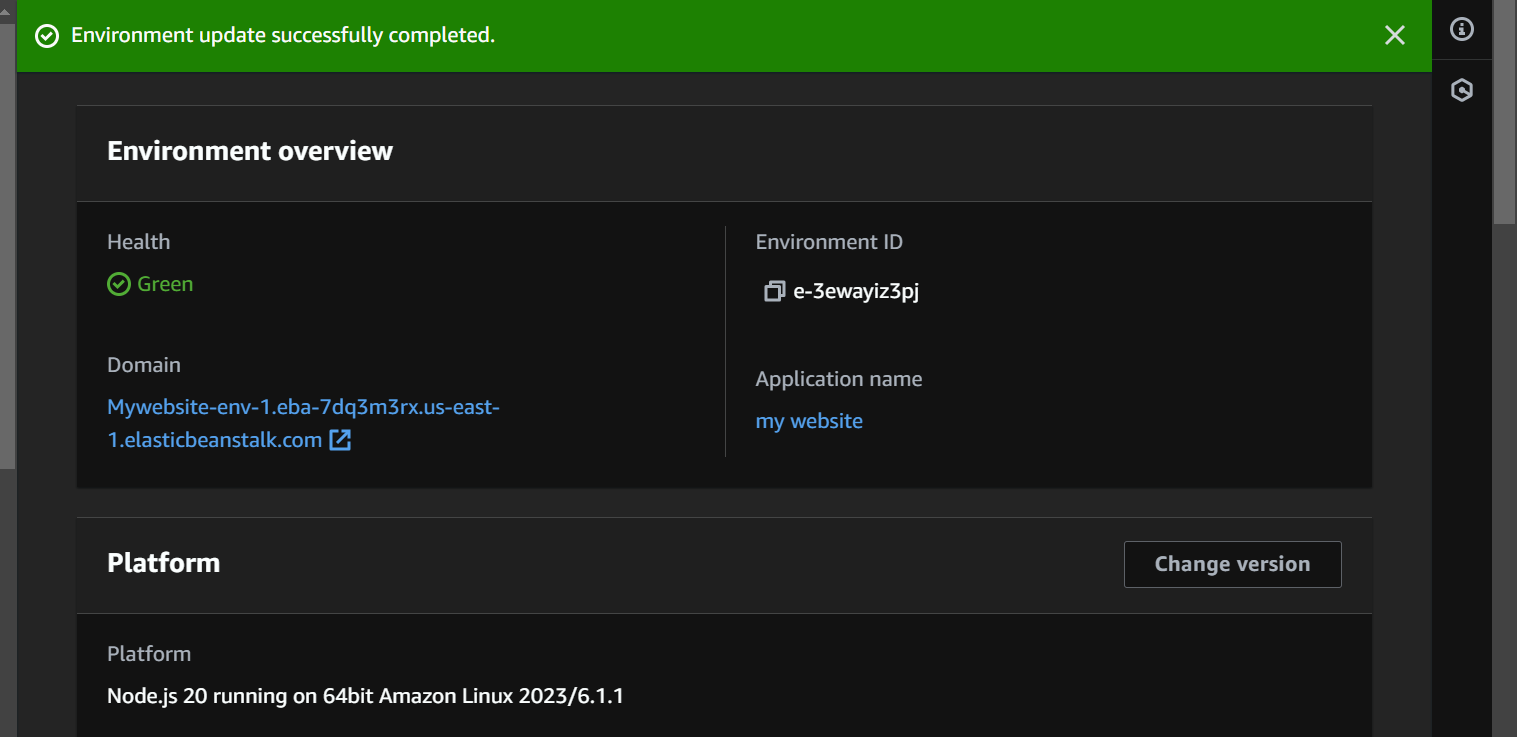 Environment update successfully completed.
Environment overview
Health
Green
Domain
Mywebsite-env-1.eba-7dq3m3rx.us-east-
1.elasticbeanstalk.com
Environment ID
e-3ewayiz3pj
Application name
my website
Platform
Change version
Platform
Node.js 20 running on 64bit Amazon Linux 2023/6.1.1